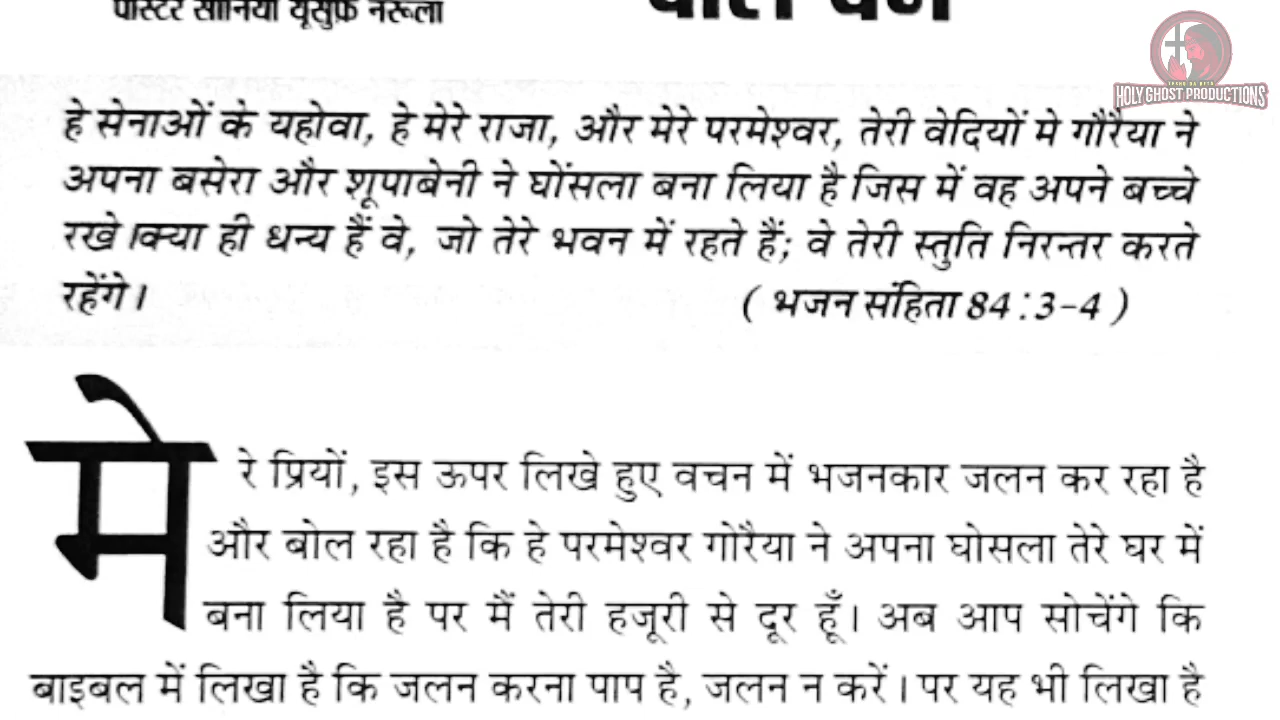 पास्टर सोनिया यूसुफ़ नरूला
HOLY GHOST PRODUCTIONS
हे सेनाओं के यहोवा, हे मेरे राजा, और मेरे परमेश्वर, तेरी वेदियों मे गौरैया ने
अपना बसेरा और शूपाबेनी ने घोंसला बना लिया है जिस में वह अपने बच्चे
रखे।क्या ही धन्य हैं वे, जो तेरे भवन में रहते हैं; वे तेरी स्तुति निरन्तर करते
रहेंगे। ( भजन संहिता 84:3-4 )
मेरे प्रियों, इस ऊपर लिखे हुए वचन में भजनकार जलन कर रहा है
और बोल रहा है कि हे परमेश्वर गोरैया ने अपना घोसला तेरे घर में
बना लिया है पर मैं तेरी हजूरी से दूर हूँ। अब आप सोचेंगे कि
बाइबल में लिखा है कि जलन करना पाप है, जलन न करें। पर यह भी लिखा है